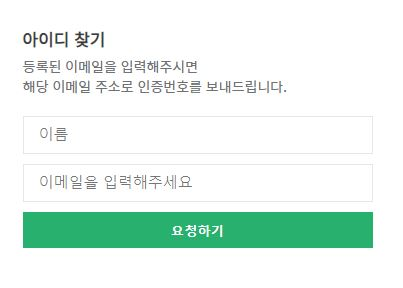 아이디 찾기
등록된 이메일을 입력해주시면
해당 이메일 주소로 인증번호를 보내드립니다.
이름
이메일을 입력해주세요
요청하기